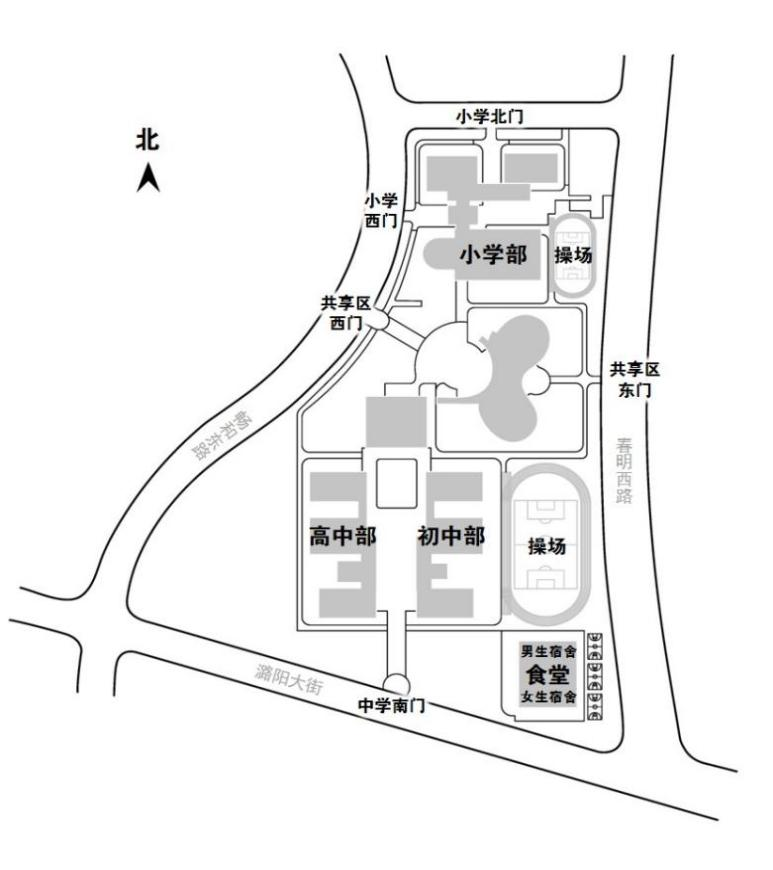 小学北门
北
小学
西门
小学部
操场
共享区
西门
共享区
东门
畅和东路
春明西路
高中部
初中部
操场
男生宿舍
食堂
女生宿舍
潞阳大街
中学南门